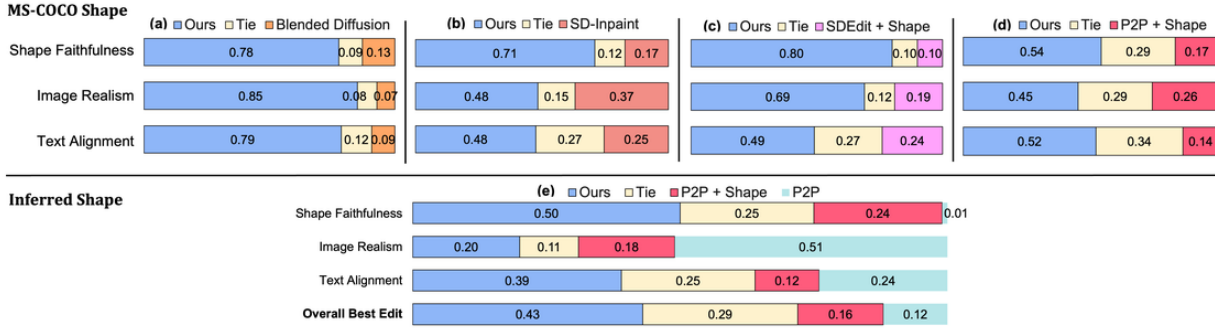 MS-COCO Shape
(a) Ours Tie Blended Diffusion
(b) Ours Tie SD-Inpaint
(c) Ours Tie SDEdit + Shape
(d) Ours Tie P2P + Shape
Shape Faithfulness 0.78 0.09 0.13 0.71 0.12 0.17 0.80 0.10 0.10 0.54 0.29 0.17
Image Realism 0.85 0.08 0.07 0.48 0.15 0.37 0.69 0.12 0.19 0.45 0.29 0.26
Text Alignment 0.79 0.12 0.09 0.48 0.27 0.25 0.49 0.27 0.24 0.52 0.34 0.14
Inferred Shape
(e) Ours Tie P2P + Shape P2P
Shape Faithfulness 0.50 0.25 0.24 0.01
Image Realism 0.20 0.11 0.18 0.51
Text Alignment 0.39 0.25 0.12 0.24
Overall Best Edit 0.43 0.29 0.16 0.12